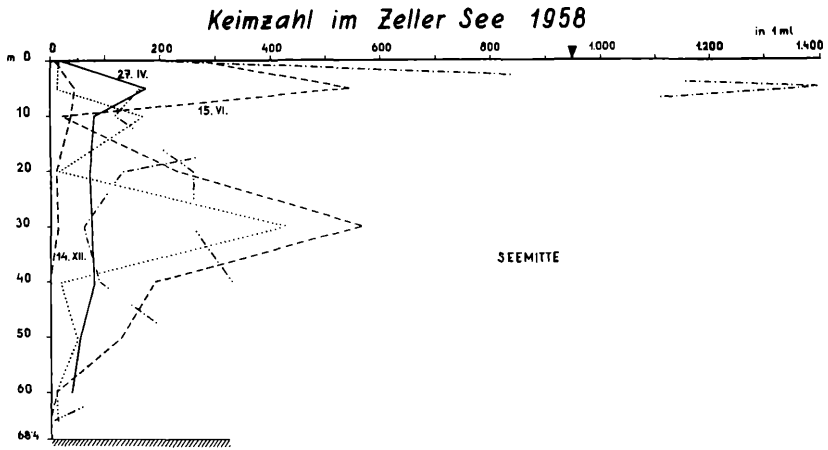 Keimzahl im Zeller See 1958
in 1 ml
m 0 200 400 600 800 1.000 1.200 1.400
27. IV.
15. VI.
10
20
30
14. XII.
SEEMITTE
40
50
60
68·4